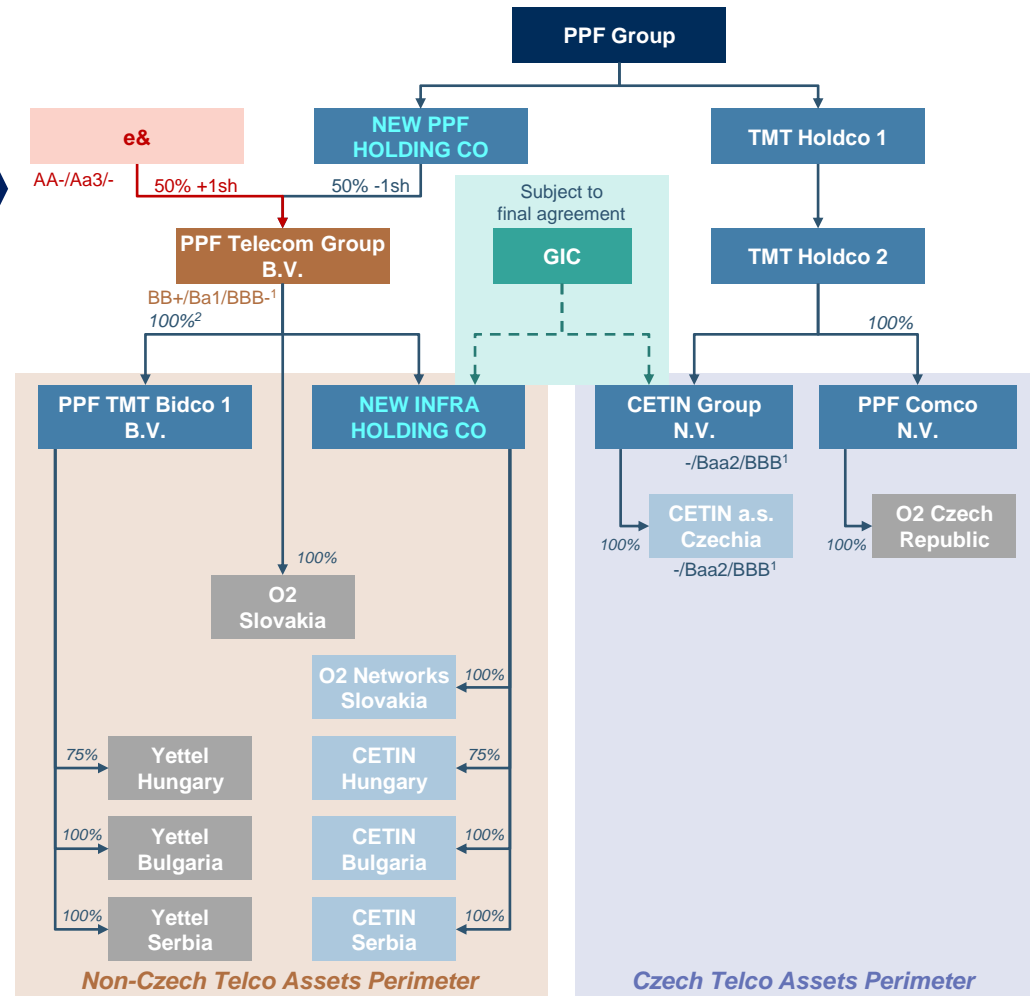 PPF Group
e&
NEW PPF
HOLDING CO
TMT Holdco 1
AA-/Aa3/-
50% +1sh
50% -1sh
Subject to
final agreement
PPF Telecom Group
B.V.
GIC
TMT Holdco 2
BB+/Ba1/BBB-¹
100%²
100%
PPF TMT Bidco 1
B.V.
NEW INFRA
HOLDING CO
CETIN Group
N.V.
PPF Comco
N.V.
-/Baa2/BBB¹
100%
CETIN a.s.
Czechia
100%
O2 Czech
Republic
-/Baa2/BBB¹
100%
O2
Slovakia
O2 Networks
Slovakia
100%
75%
Yettel
Hungary
CETIN
Hungary
75%
100%
Yettel
Bulgaria
CETIN
Bulgaria
100%
100%
Yettel
Serbia
CETIN
Serbia
100%
Non-Czech Telco Assets Perimeter
Czech Telco Assets Perimeter